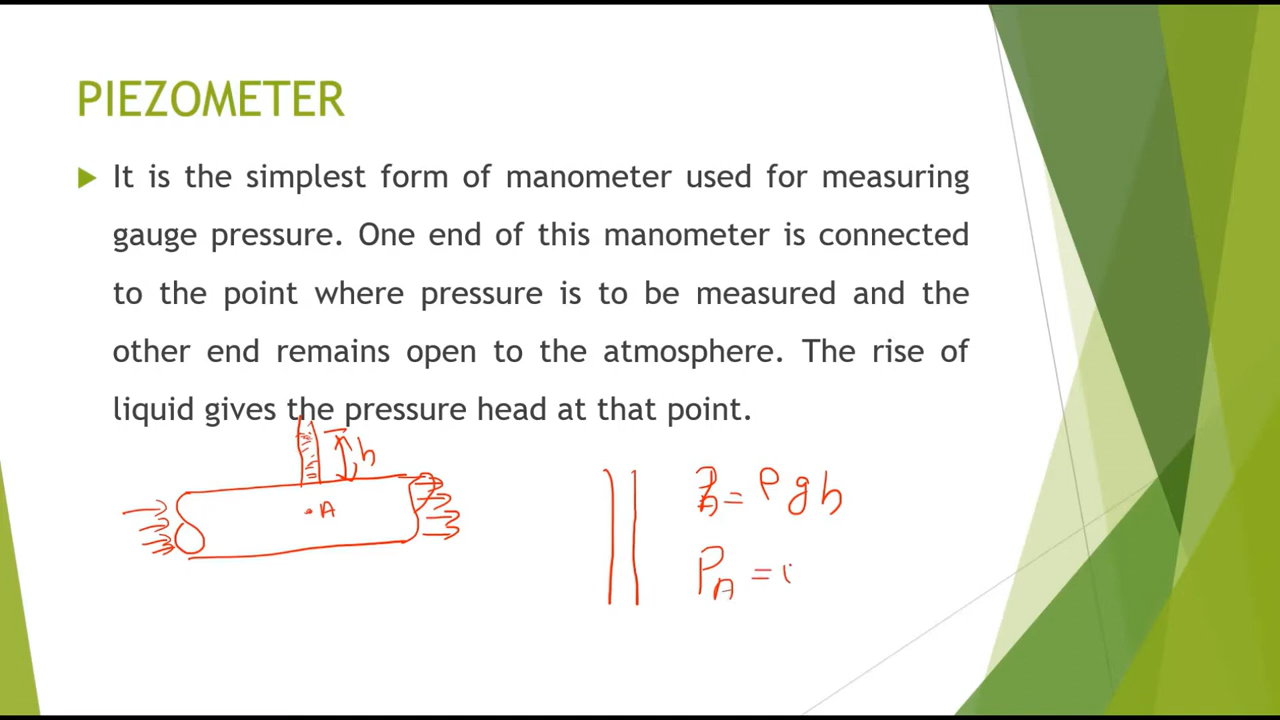 PIEZOMETER
It is the simplest form of manometer used for measuring
gauge pressure. One end of this manometer is connected
to the point where pressure is to be measured and the
other end remains open to the atmosphere. The rise of
liquid gives the pressure head at that point.
h
A
= ρgh
P_A =